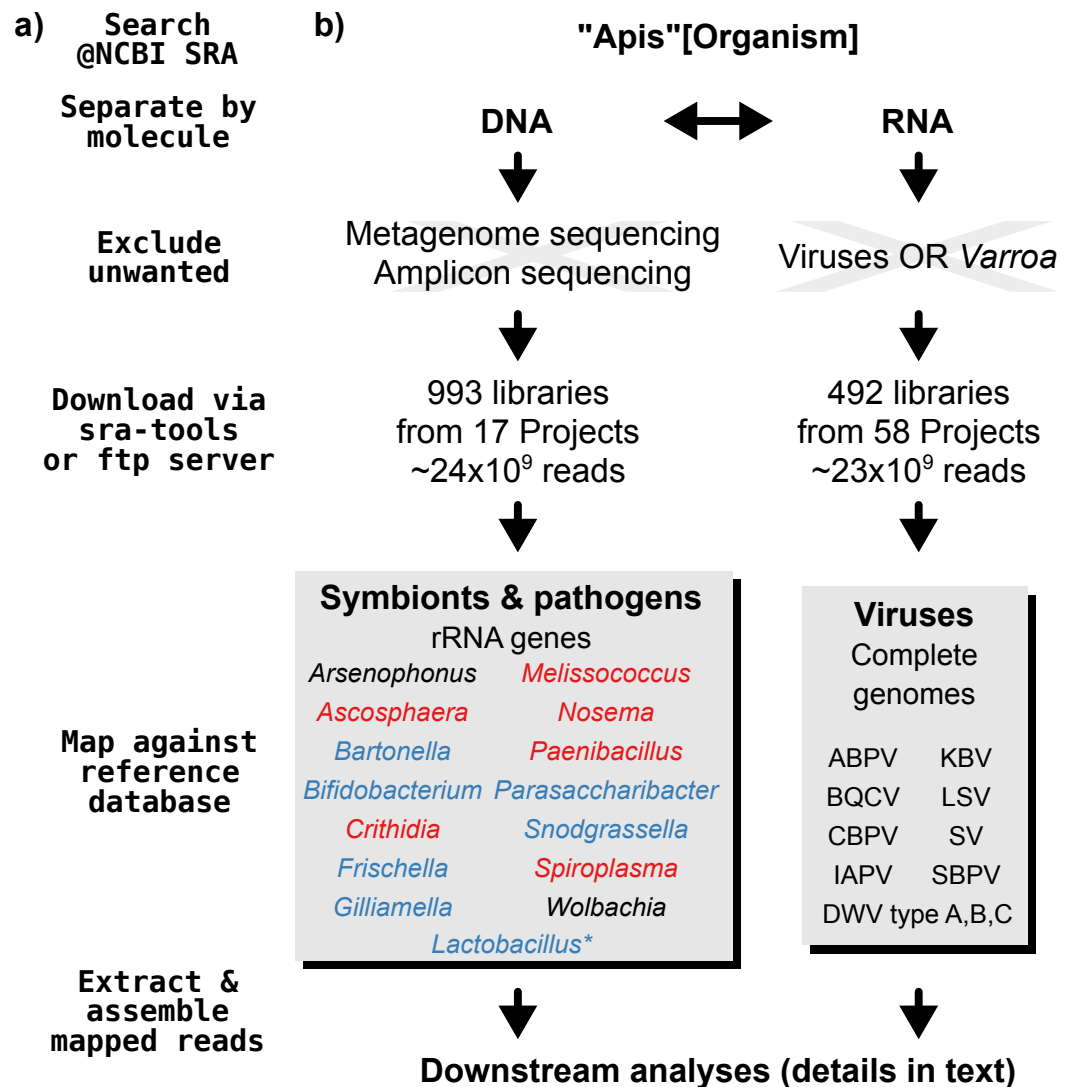 a) Search
@NCBI SRA
b) "Apis"[Organism]
Separate by
molecule
DNA RNA
Exclude
unwanted
Metagenome sequencing
Amplicon sequencing
Viruses OR Varroa
Download via
sra-tools
or ftp server
993 libraries
from 17 Projects
~24x10⁹ reads
492 libraries
from 58 Projects
~23x10⁹ reads
Map against
reference
database
Symbionts & pathogens
rRNA genes
Arsenophonus Melissococcus
Ascosphaera Nosema
Bartonella Paenibacillus
Bifidobacterium Parasaccharibacter
Crithidia Snodgrassella
Frischella Spiroplasma
Gilliamella Wolbachia
Lactobacillus*
Viruses
Complete
genomes
ABPV KBV
BQCV LSV
CBPV SV
IAPV SBPV
DWV type A,B,C
Extract &
assemble
mapped reads
Downstream analyses (details in text)